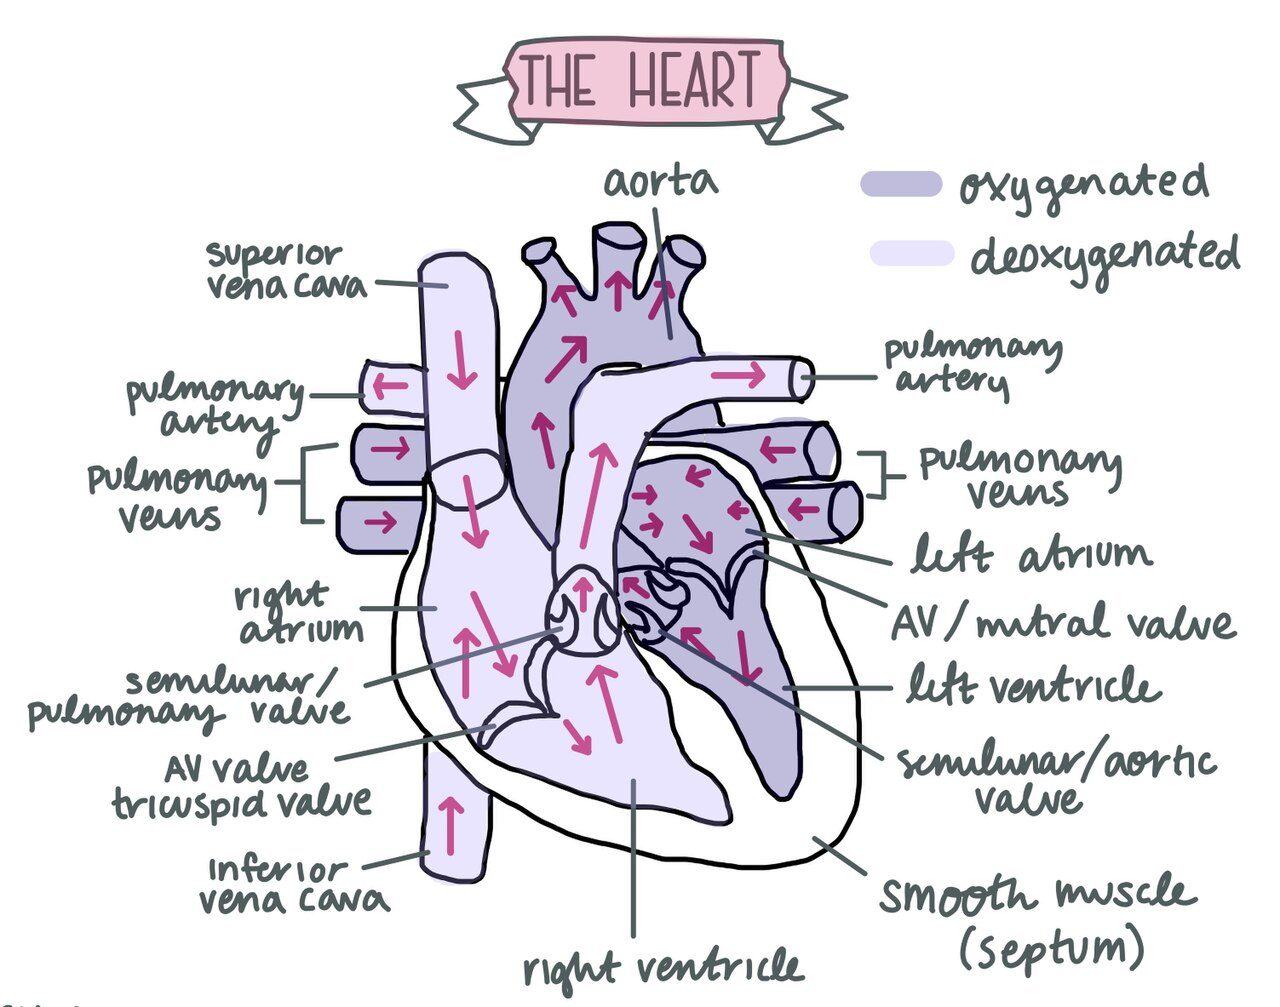 THE HEART
aorta
oxygenated
deoxygenated
superior
vena cava
pulmonary
artery
pulmonary
artery
pulmonary
veins
pulmonary
veins
left atrium
right
atrium
AV/mitral valve
semilunar/
pulmonary valve
left ventricle
AV valve
tricuspid valve
semilunar/aortic
valve
inferior
vena cava
smooth muscle
(septum)
right ventricle